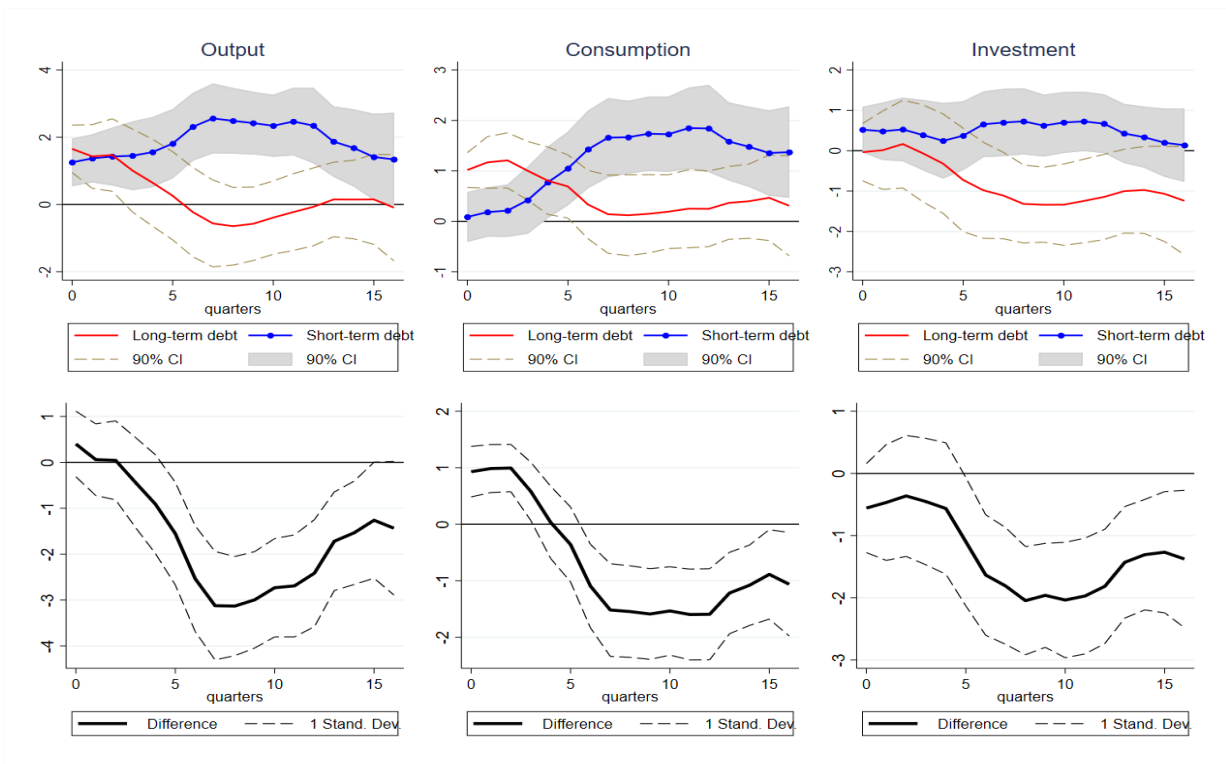 Output
4
2
0
-2
0 5 10 15
quarters
Long-term debt Short-term debt
90% CI 90% CI
Consumption
3
2
1
0
-1
0 5 10 15
quarters
Long-term debt Short-term debt
90% CI 90% CI
Investment
2
1
0
-1
-2
-3
0 5 10 15
quarters
Long-term debt Short-term debt
90% CI 90% CI
1
0
-1
-2
-3
-4
0 5 10 15
quarters
Difference 1 Stand. Dev.
2
1
0
-1
-2
0 5 10 15
quarters
Difference 1 Stand. Dev.
1
0
-1
-2
-3
0 5 10 15
quarters
Difference 1 Stand. Dev.